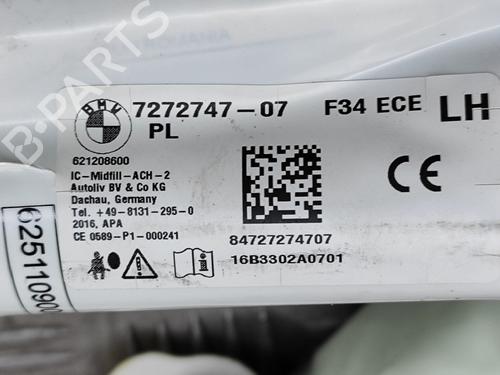 BMW
7272747-07 F34 ECE LH
PL
621208600
IC-Midfill-ACH-2
Autoliv BV & Co KG
Dachau, Germany
Tel. +49-8131-295-0
2016, APA
CE 0589-P1-000241
CE
84727274707
16B3302A0701
625110900
B-PARTS